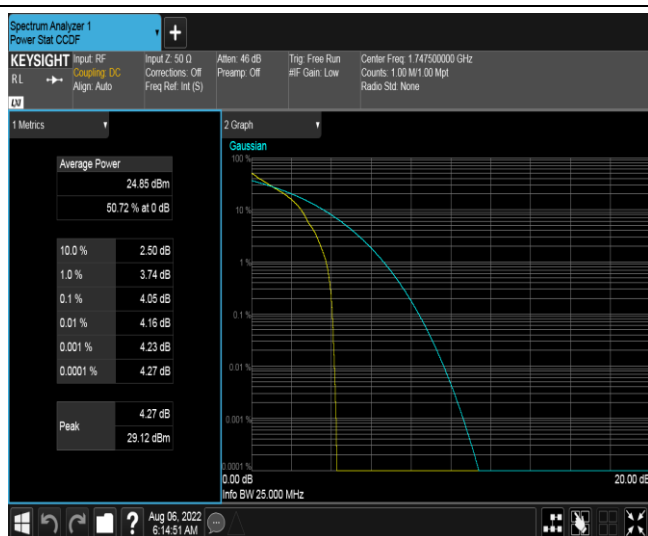 Spectrum Analyzer 1
Power Stat CCDF
+
KEYSIGHT Input: RF Input Z: 50 Ω Atten: 46 dB Trig: Free Run Center Freq: 1.747500000 GHz
RL Coupling: DC Corrections: Off Preamp: Off #IF Gain: Low Counts: 1.00 M/1.00 Mpt
Align: Auto Freq Ref: Int (S) Radio Std: None
LXI
1 Metrics 2 Graph
Gaussian
Average Power
24.85 dBm
50.72 % at 0 dB
10.0 % 2.50 dB
1.0 % 3.74 dB
0.1 % 4.05 dB
0.01 % 4.16 dB
0.001 % 4.23 dB
0.0001 % 4.27 dB
Peak 4.27 dB
29.12 dBm
100 %
10 %
1 %
0.1 %
0.01 %
0.001 %
0.0001 %
0.00 dB 20.00 dB
Info BW 25.000 MHz
? Aug 06, 2022
6:14:51 AM